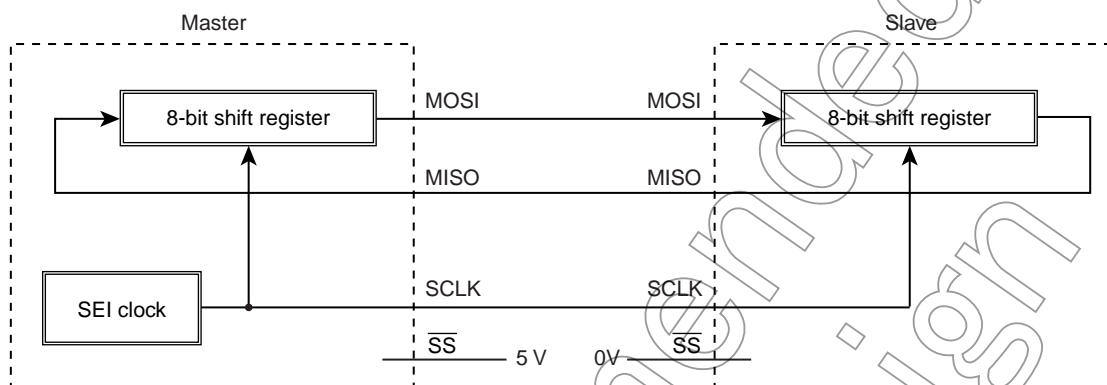 Master
Slave
8-bit shift register
MOSI
MOSI
8-bit shift register
MISO
MISO
SEI clock
SCLK
SCLK
SS
5 V
0V
SS